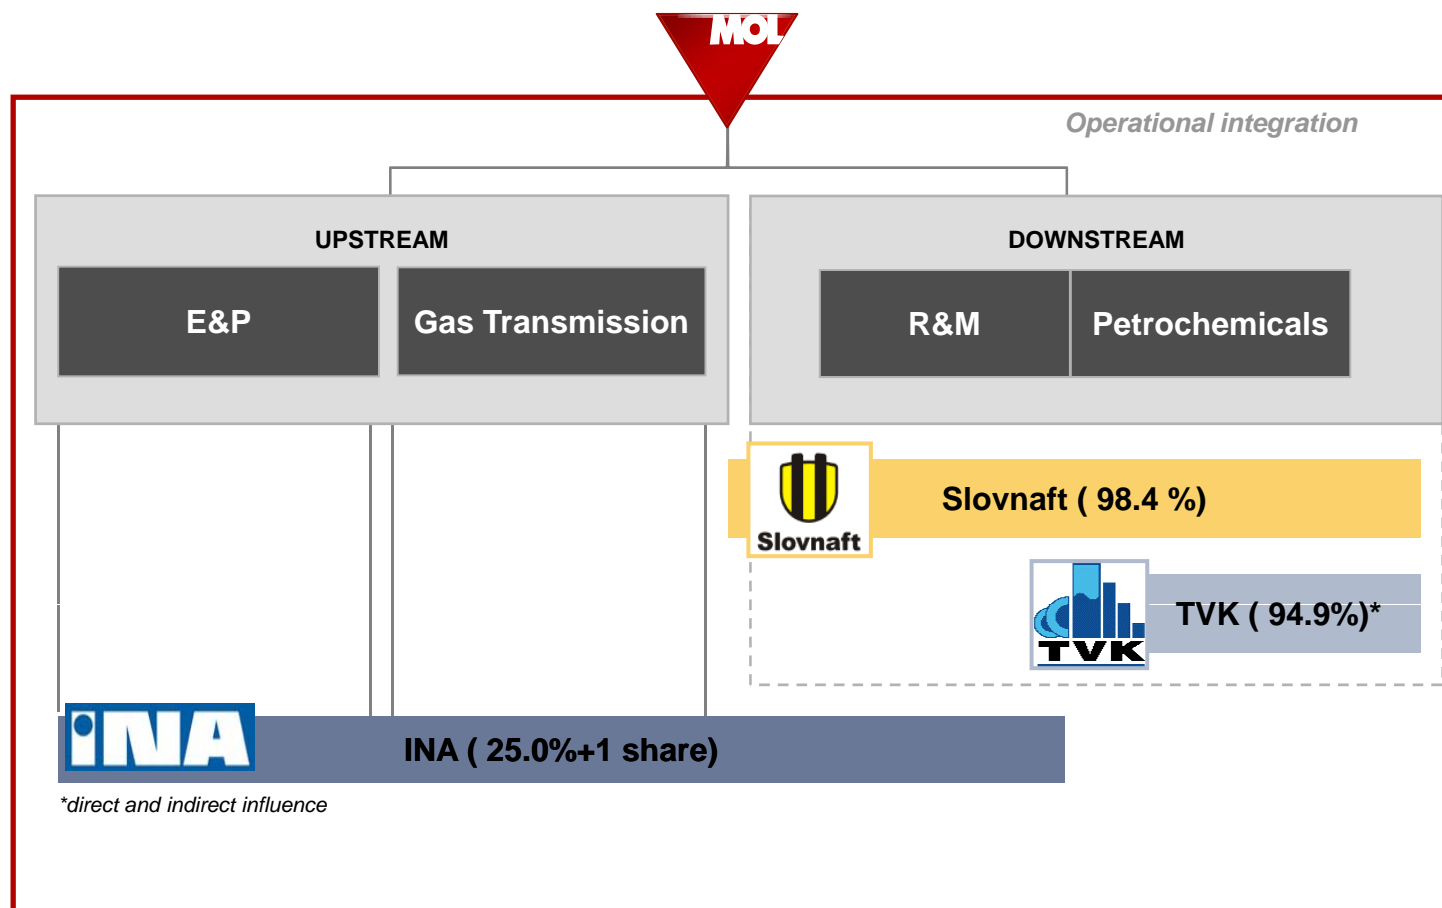 MOL
Operational integration
UPSTREAM
DOWNSTREAM
E&P
Gas Transmission
R&M
Petrochemicals
Slovnaft
Slovnaft ( 98.4 %)
TVK
TVK ( 94.9%)*
iNA
INA ( 25.0%+1 share)
*direct and indirect influence